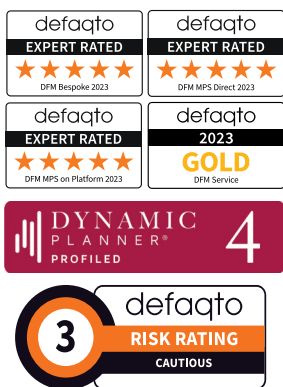 defaqto
EXPERT RATED
DFM Bespoke 2023
defaqto
EXPERT RATED
DFM MPS Direct 2023
defaqto
EXPERT RATED
DFM MPS on Platform 2023
defaqto
2023
GOLD
DFM Service
DYNAMIC
PLANNER®
PROFILED
4
3
defaqto
RISK RATING
CAUTIOUS